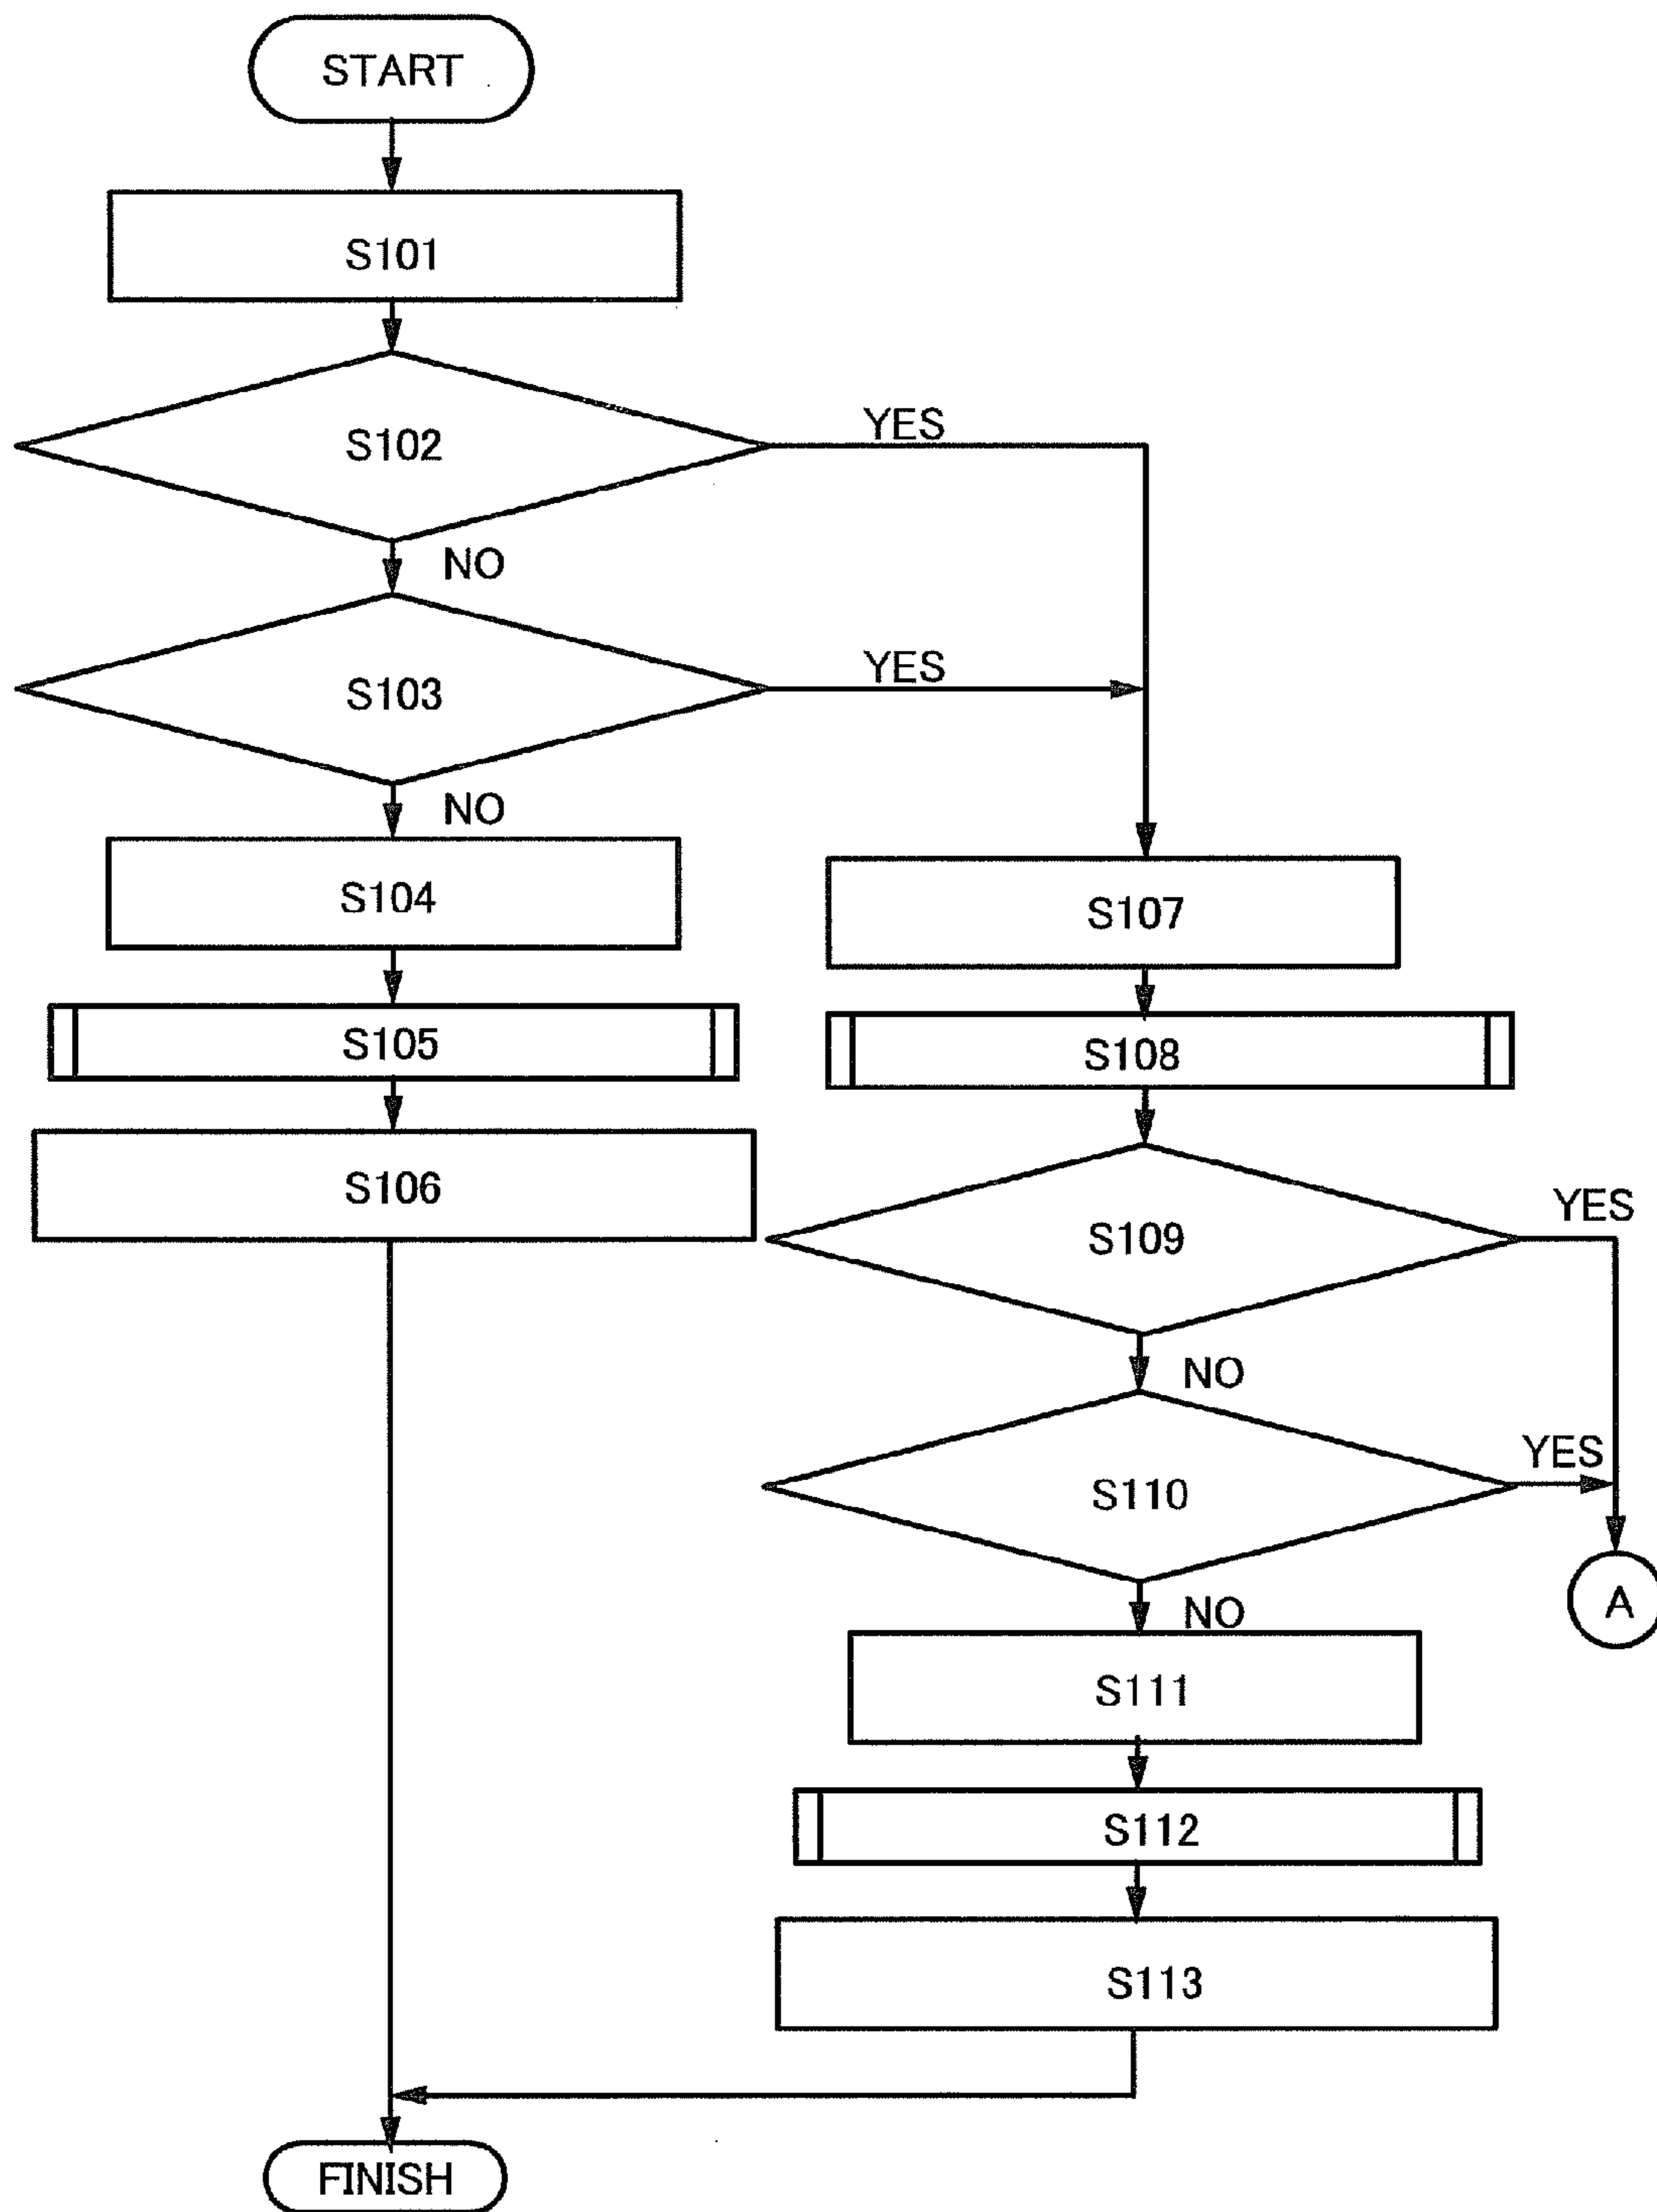 START
S101
S102
YES
NO
S103
YES
NO
S104
S105
S106
S107
S108
S109
YES
NO
S110
YES
NO
A
S111
S112
S113
FINISH